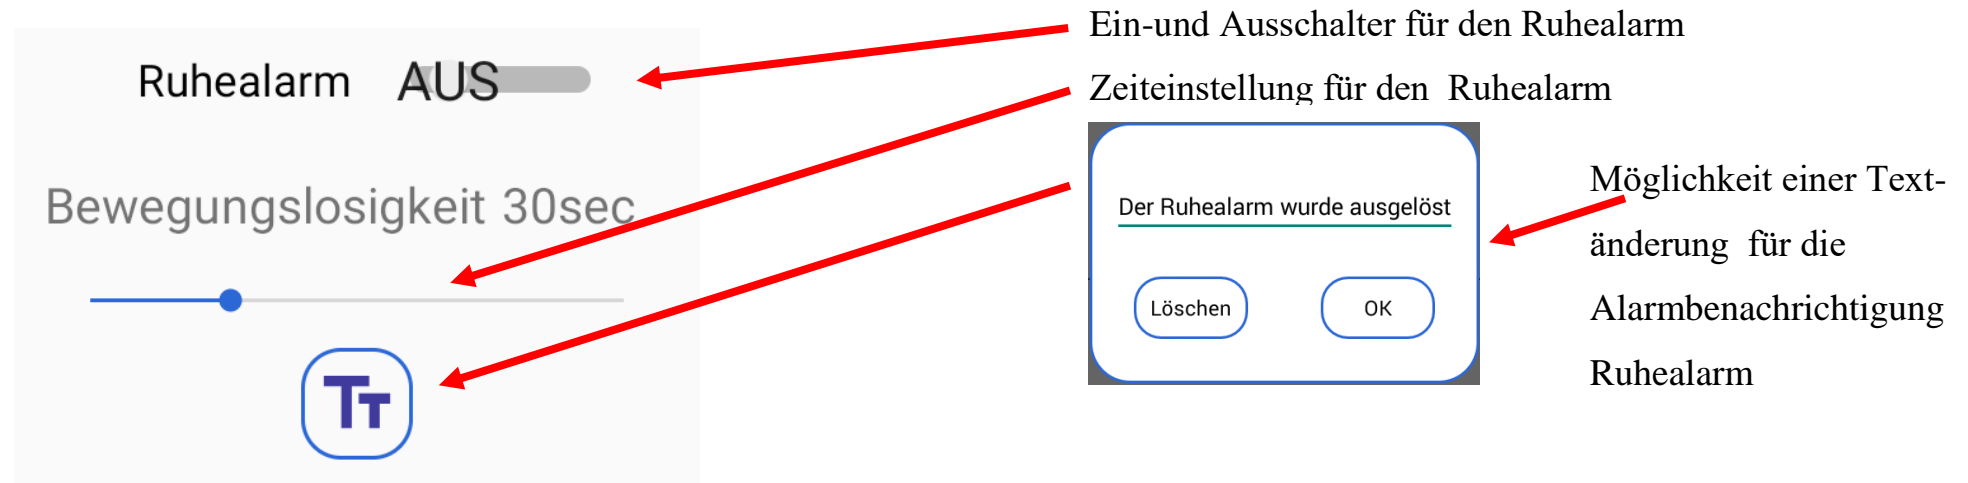 Ein-und Ausschalter für den Ruhealarm
Ruhealarm AUS
Zeiteinstellung für den Ruhealarm
Bewegungslosigkeit 30sec
Tт
Der Ruhealarm wurde ausgelöst
Löschen OK
Möglichkeit einer Text-
änderung für die
Alarmbenachrichtigung
Ruhealarm